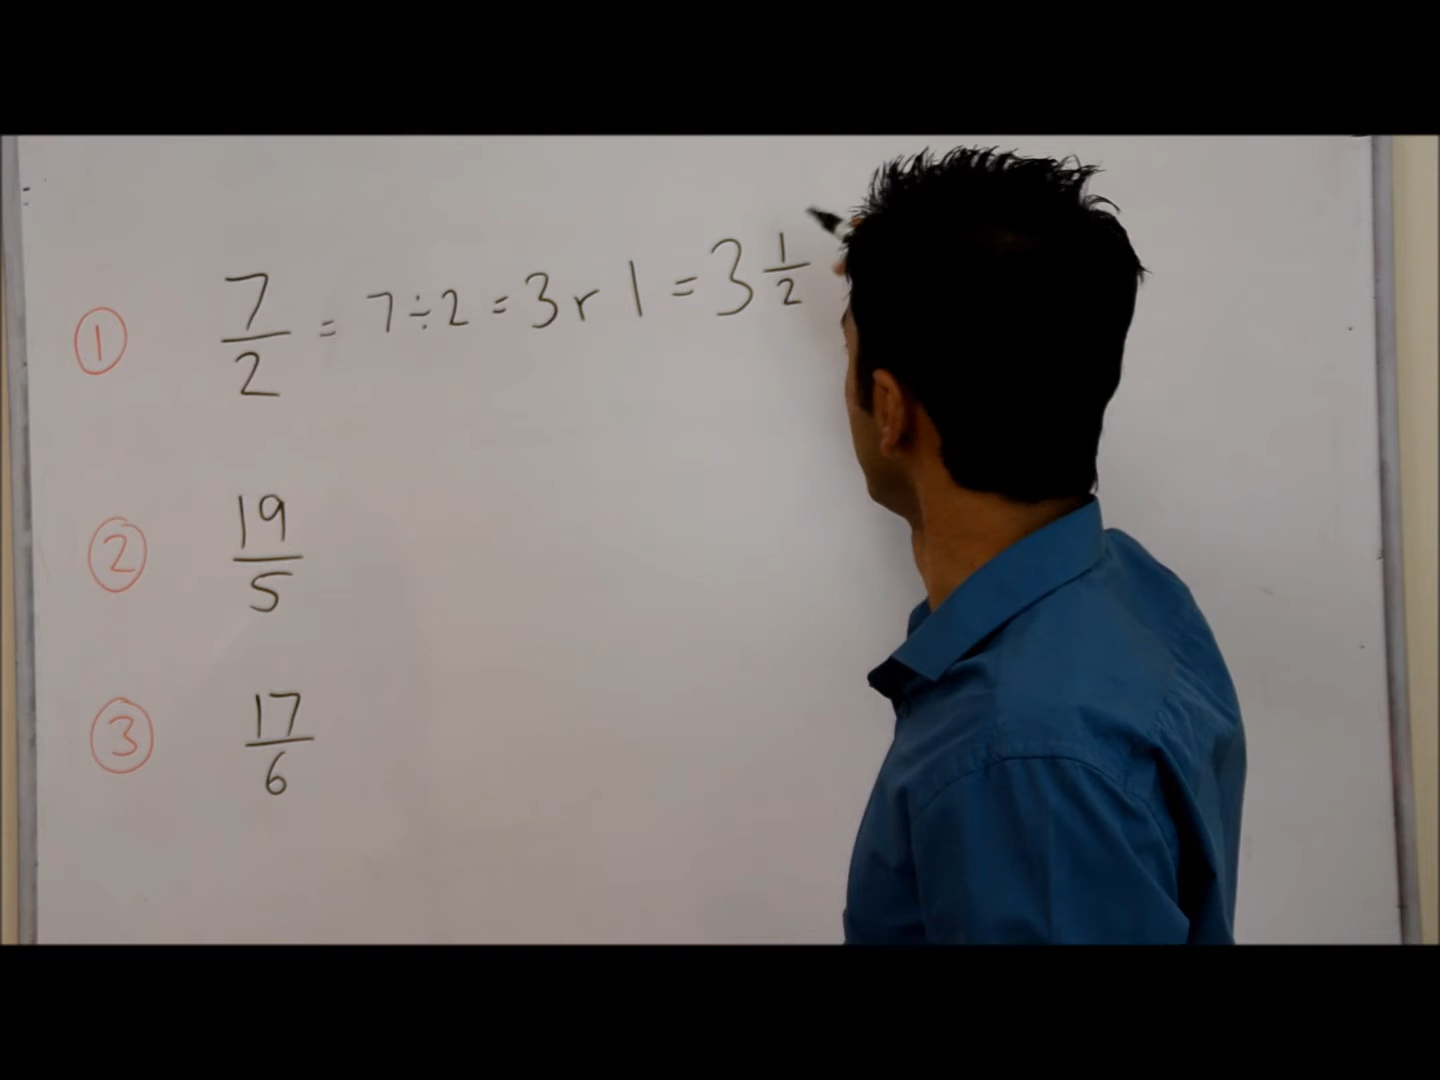 ① 7/2 = 7÷2 = 3 r 1 = 3 1/2
② 19/5
③ 17/6